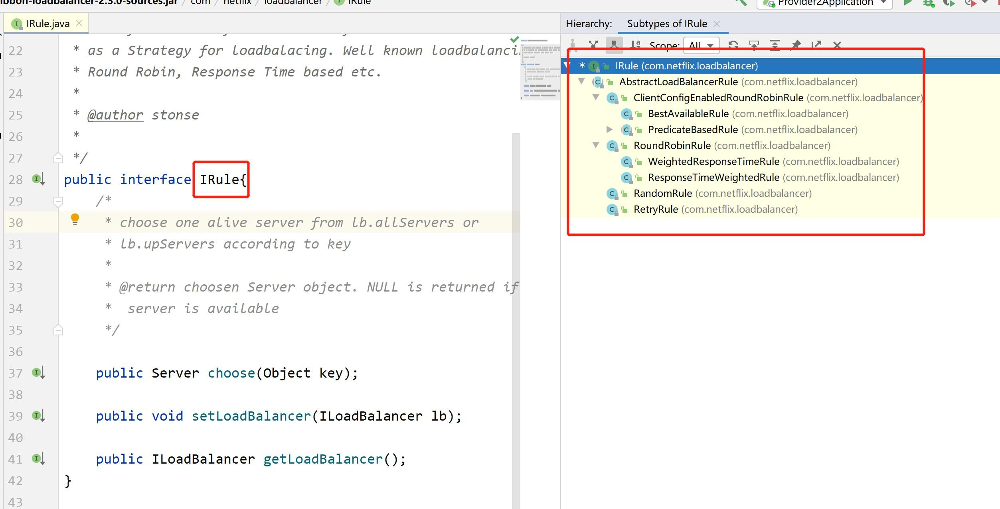 ibbon-loadbalancer-2.3.0-sources.jar / com / netflix / loadbalancer / IRule
Provider2Application
IRule.java
22 * as a Strategy for loadbalacing. Well known loadbalancin
23 * Round Robin, Response Time based etc.
24 *
25 * @author stonse
26 *
27 */
28 public interface IRule{
29 /*
30 * choose one alive server from lb.allServers or
31 * lb.upServers according to key
32 *
33 * @return choosen Server object. NULL is returned if
34 * server is available
35 */
36
37 public Server choose(Object key);
38
39 public void setLoadBalancer(ILoadBalancer lb);
40
41 public ILoadBalancer getLoadBalancer();
42 }
43
Hierarchy: Subtypes of IRule
Scope: All
* IRule (com.netflix.loadbalancer)
AbstractLoadBalancerRule (com.netflix.loadbalancer)
ClientConfigEnabledRoundRobinRule (com.netflix.loadbalancer)
BestAvailableRule (com.netflix.loadbalancer)
PredicateBasedRule (com.netflix.loadbalancer)
RoundRobinRule (com.netflix.loadbalancer)
WeightedResponseTimeRule (com.netflix.loadbalancer)
ResponseTimeWeightedRule (com.netflix.loadbalancer)
RandomRule (com.netflix.loadbalancer)
RetryRule (com.netflix.loadbalancer)